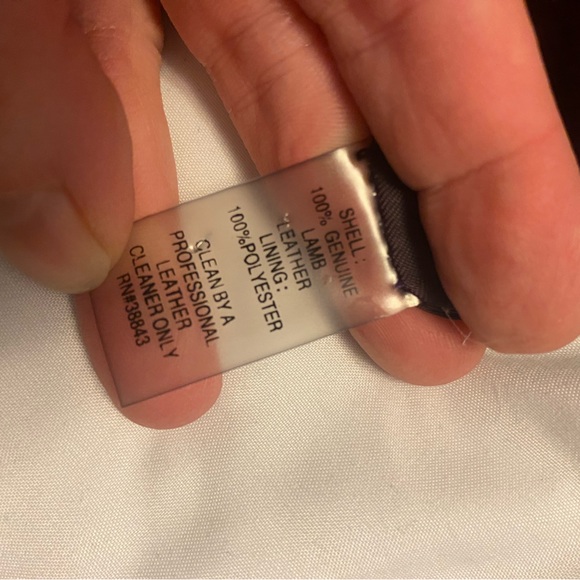 SHELL:
100% GENUINE
LAMB
LEATHER
LINING:
100%POLYESTER
CLEAN BY A
PROFESSIONAL
LEATHER
CLEANER ONLY
RN#38843